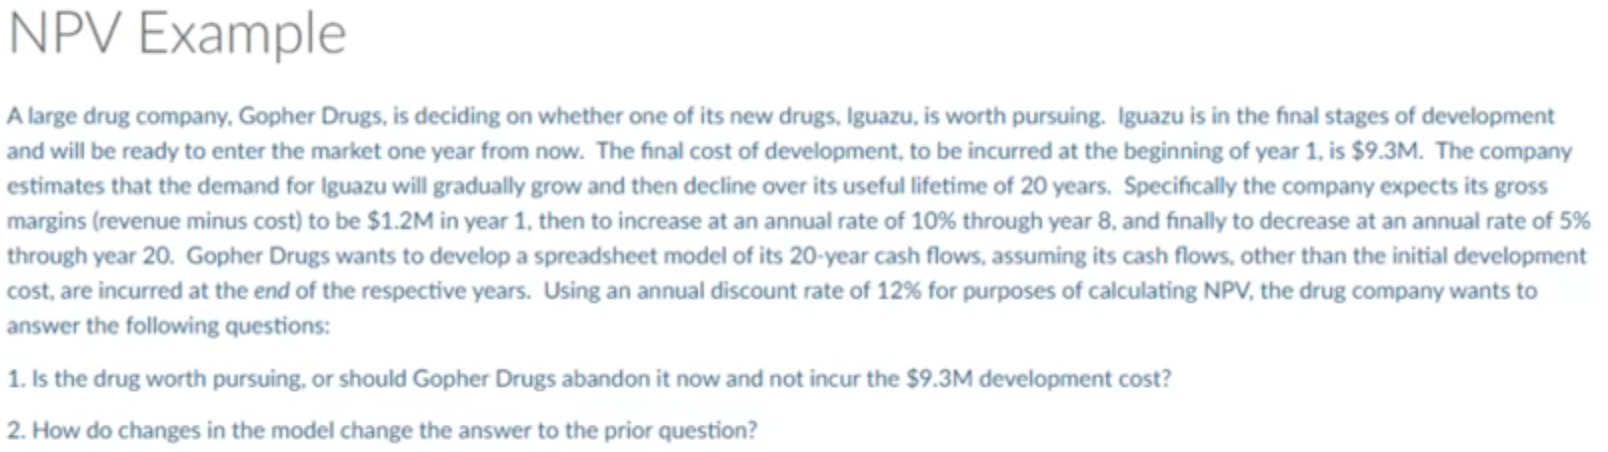 NPV Example
A large drug company, Gopher Drugs, is deciding on whether one of its new drugs, Iguazu, is worth pursuing. Iguazu is in the final stages of development
and will be ready to enter the market one year from now. The final cost of development, to be incurred at the beginning of year 1, is $9.3M. The company
estimates that the demand for Iguazu will gradually grow and then decline over its useful lifetime of 20 years. Specifically the company expects its gross
margins (revenue minus cost) to be $1.2M in year 1, then to increase at an annual rate of 10% through year 8, and finally to decrease at an annual rate of 5%
through year 20. Gopher Drugs wants to develop a spreadsheet model of its 20-year cash flows, assuming its cash flows, other than the initial development
cost, are incurred at the end of the respective years. Using an annual discount rate of 12% for purposes of calculating NPV, the drug company wants to
answer the following questions:
1. Is the drug worth pursuing, or should Gopher Drugs abandon it now and not incur the $9.3M development cost?
2. How do changes in the model change the answer to the prior question?